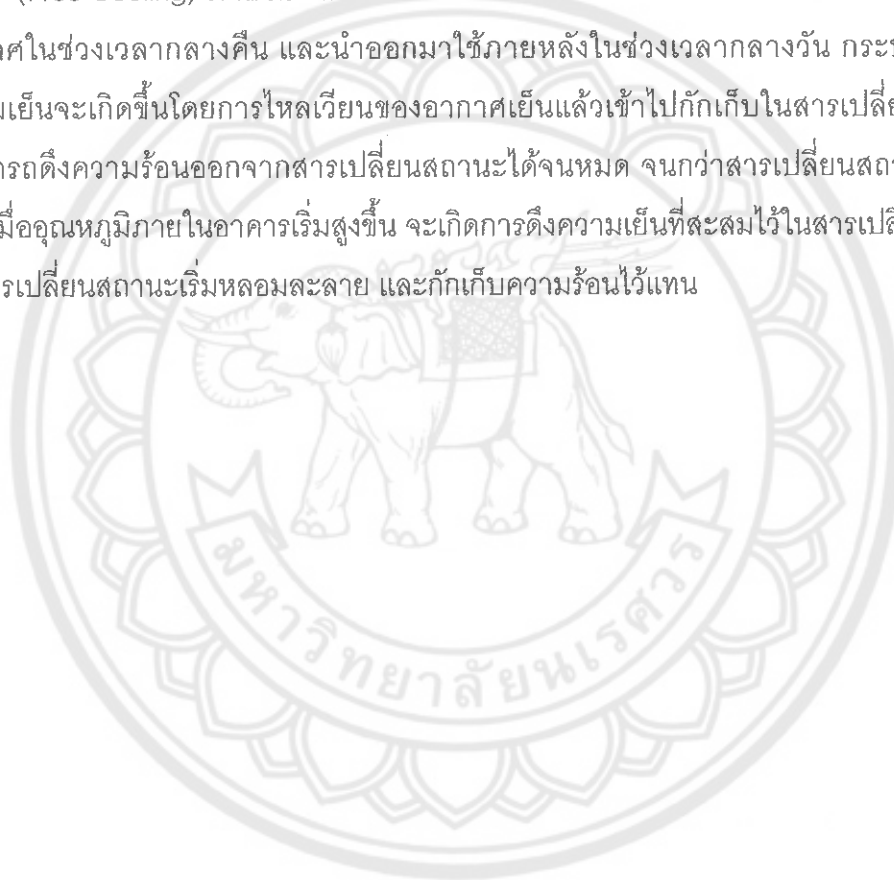 าศในช่วงเวลากลางคืน และนำออกมาใช้ภายหลังในช่วงเวลากลางวัน
มเย็นจะเกิดขึ้นโดยการไหลเวียนของอากาศเย็นแล้วเข้าไปกักเก็บในสารเปลี่ย
ารถดึงความร้อนออกจากสารเปลี่ยนสถานะได้จนหมด จนกว่าสารเปลี่ยนสถา
มื่ออุณหภูมิภายในอาคารเริ่มสูงขึ้น จะเกิดการดึงความเย็นที่สะสมไว้ในสารเปลี่
รเปลี่ยนสถานะเริ่มหลอมละลาย และกักเก็บความร้อนไว้แทน
มหาวิทยาลัยนเรศวร